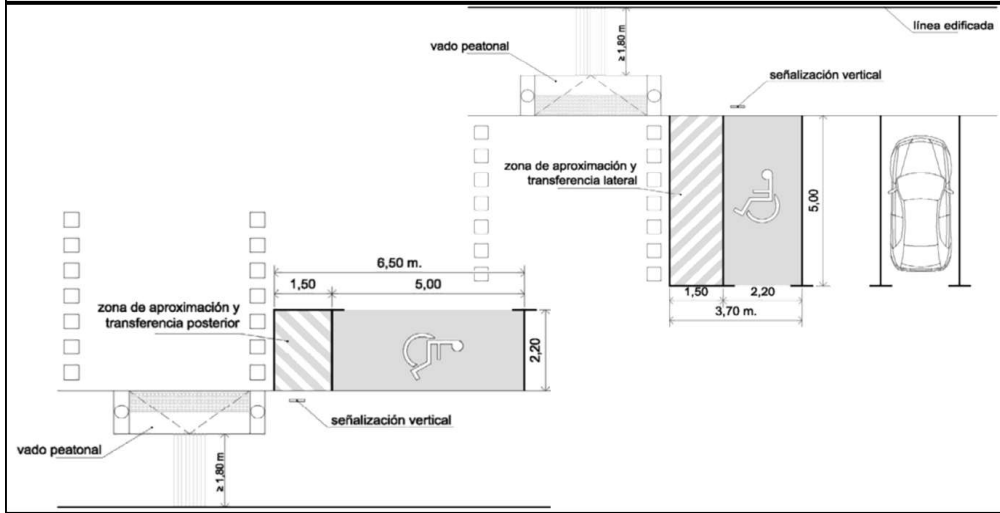 línea edificada
vado peatonal
≥ 1,80 m
señalización vertical
zona de aproximación y
transferencia lateral
5,00
1,50
2,20
3,70 m.
6,50 m.
1,50
5,00
zona de aproximación y
transferencia posterior
2,20
señalización vertical
vado peatonal
≥ 1,80 m